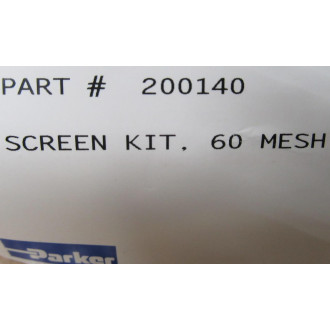 PART # 200140
SCREEN KIT. 60 MESH
Parker